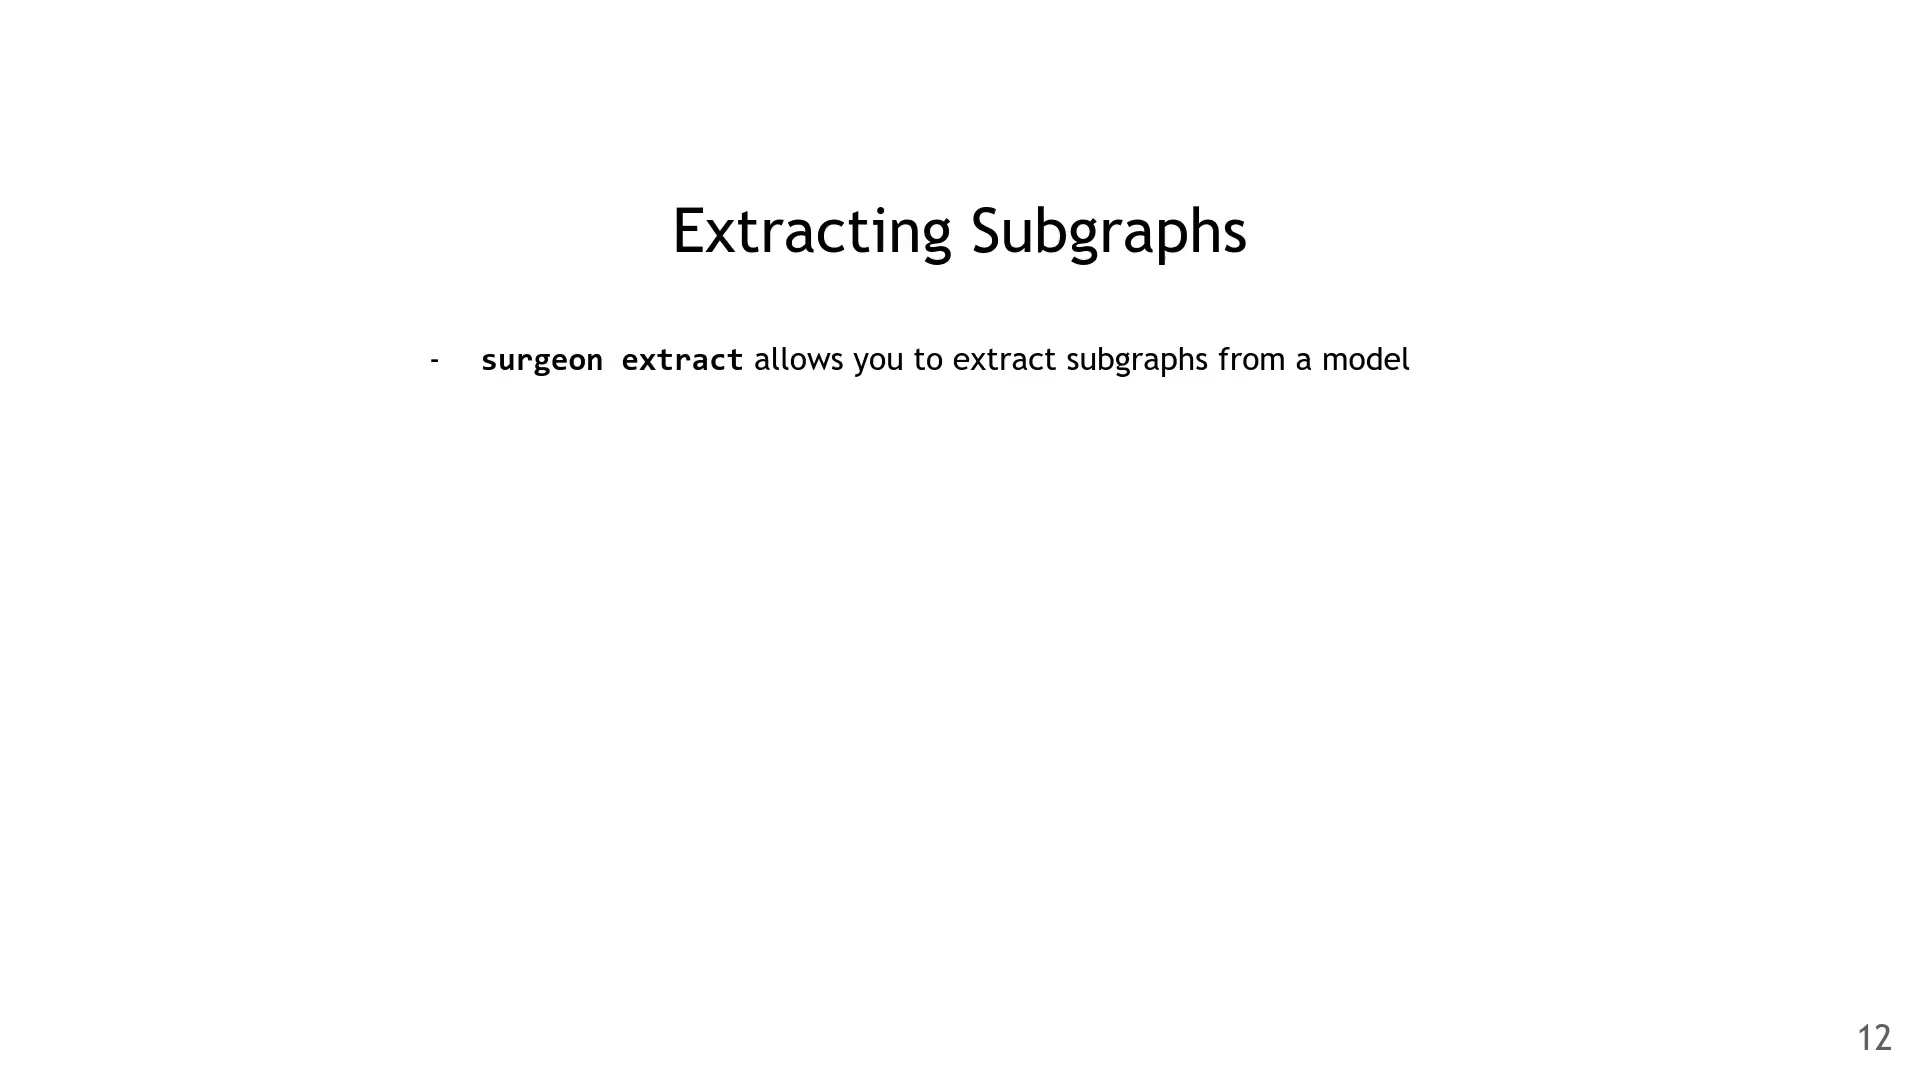 Extracting Subgraphs
- surgeon extract allows you to extract subgraphs from a model
12